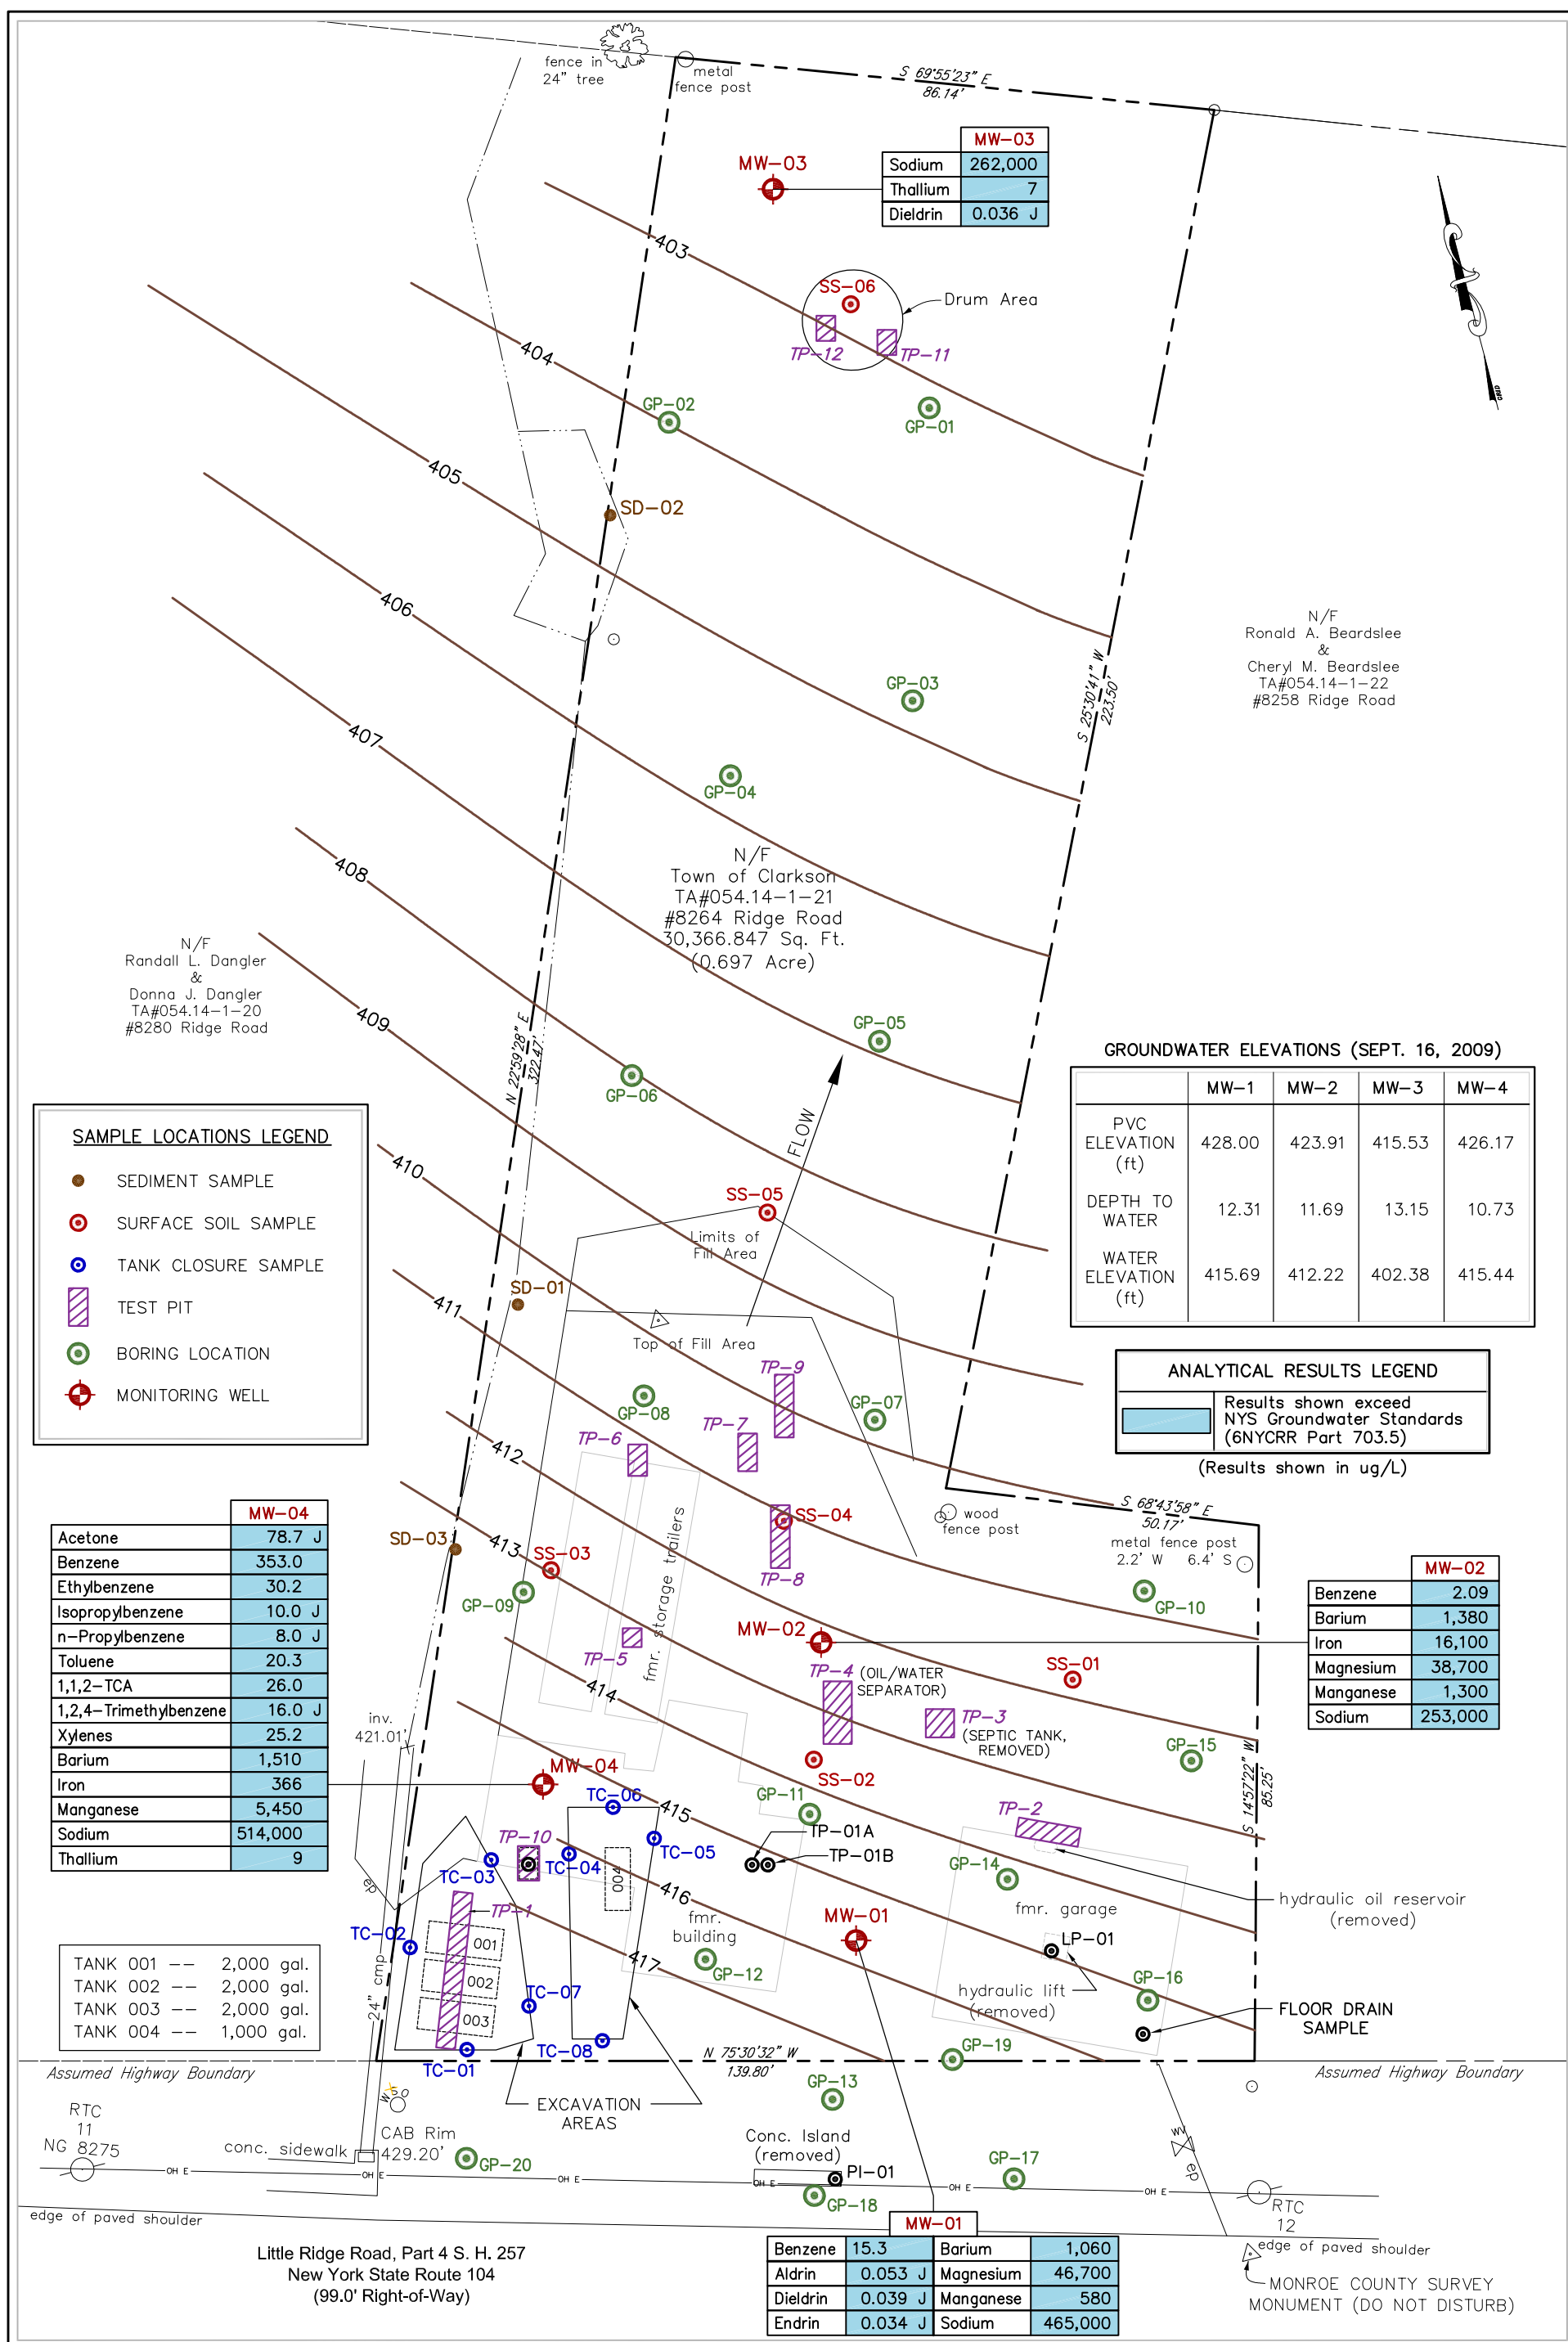 fence in
24" tree
metal
fence post
S 69°55'23" E
86.14'
MW-03
MW-03
Sodium 262,000
Thallium 7
Dieldrin 0.036 J
403
SS-06
Drum Area
TP-12
TP-11
404
GP-02
GP-01
405
SD-02
406
N/F
Ronald A. Beardslee
&
Cheryl M. Beardslee
TA#054.14-1-22
#8258 Ridge Road
S 25°30'41" W
223.50'
GP-03
407
GP-04
408
N/F
Town of Clarkson
TA#054.14-1-21
#8264 Ridge Road
30,366.847 Sq. Ft.
(0.697 Acre)
N/F
Randall L. Dangler
&
Donna J. Dangler
TA#054.14-1-20
#8280 Ridge Road
409
N 22°59'28" E
322.47'
GP-05
GP-06
FLOW
GROUNDWATER ELEVATIONS (SEPT. 16, 2009)
MW-1 MW-2 MW-3 MW-4
PVC
ELEVATION
(ft)
428.00 423.91 415.53 426.17
DEPTH TO
WATER
12.31 11.69 13.15 10.73
WATER
ELEVATION
(ft)
415.69 412.22 402.38 415.44
SAMPLE LOCATIONS LEGEND
SEDIMENT SAMPLE
SURFACE SOIL SAMPLE
TANK CLOSURE SAMPLE
TEST PIT
BORING LOCATION
MONITORING WELL
410
SS-05
Limits of
Fill Area
SD-01
411
Top of Fill Area
ANALYTICAL RESULTS LEGEND
Results shown exceed
NYS Groundwater Standards
(6NYCRR Part 703.5)
(Results shown in ug/L)
TP-9
GP-08
GP-07
TP-7
TP-6
412
S 68°43'58" E
50.17'
wood
fence post
metal fence post
2.2' W 6.4' S
SS-04
TP-8
SD-03
413
SS-03
GP-09
fmr. storage trailers
GP-10
MW-04
Acetone 78.7 J
Benzene 353.0
Ethylbenzene 30.2
Isopropylbenzene 10.0 J
n-Propylbenzene 8.0 J
Toluene 20.3
1,1,2-TCA 26.0
1,2,4-Trimethylbenzene 16.0 J
Xylenes 25.2
Barium 1,510
Iron 366
Manganese 5,450
Sodium 514,000
Thallium 9
MW-02
Benzene 2.09
Barium 1,380
Iron 16,100
Magnesium 38,700
Manganese 1,300
Sodium 253,000
MW-02
TP-5
TP-4
(OIL/WATER
SEPARATOR)
SS-01
414
TP-3
(SEPTIC TANK,
REMOVED)
inv.
421.01'
GP-15
S 14°57'22" W
85.25'
SS-02
MW-04
TC-06
415
GP-11
TP-2
TP-10
TC-05
TP-01A
TP-01B
TC-03
TC-04
004
GP-14
ep
TP-1
416
hydraulic oil reservoir
(removed)
fmr.
building
MW-01
fmr. garage
TC-02
001
LP-01
417
GP-12
002
003
TC-07
hydraulic lift
(removed)
GP-16
FLOOR DRAIN
SAMPLE
TANK 001 -- 2,000 gal.
TANK 002 -- 2,000 gal.
TANK 003 -- 2,000 gal.
TANK 004 -- 1,000 gal.
24" cmp
TC-01
TC-08
N 75°30'32" W
139.80'
GP-19
Assumed Highway Boundary
Assumed Highway Boundary
W S O
EXCAVATION
AREAS
GP-13
RTC
11
NG 8275
CAB Rim
429.20'
conc. sidewalk
GP-20
Conc. Island
(removed)
PI-01
GP-17
GP-18
WV
ep
OH E
OH E
OH E
OH E
OH E
OH E
RTC
12
edge of paved shoulder
edge of paved shoulder
MONROE COUNTY SURVEY
MONUMENT (DO NOT DISTURB)
Little Ridge Road, Part 4 S. H. 257
New York State Route 104
(99.0' Right-of-Way)
MW-01
Benzene 15.3 Barium 1,060
Aldrin 0.053 J Magnesium 46,700
Dieldrin 0.039 J Manganese 580
Endrin 0.034 J Sodium 465,000